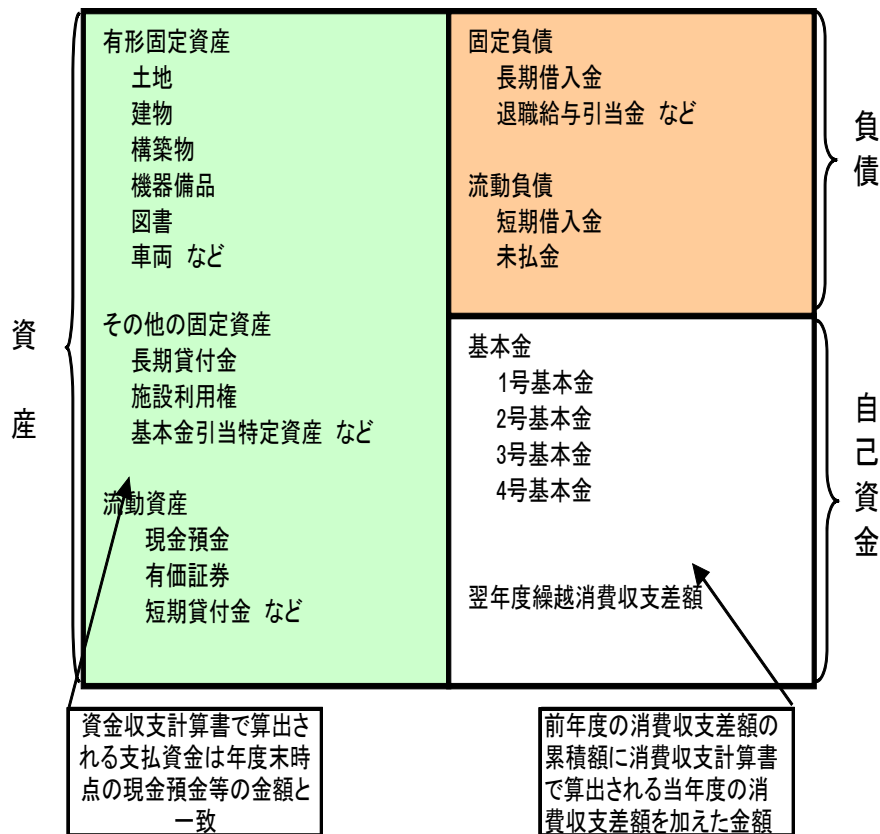 資産
有形固定資産
土地
建物
構築物
機器備品
図書
車両 など
その他の固定資産
長期貸付金
施設利用権
基本金引当特定資産 など
流動資産
現金預金
有価証券
短期貸付金 など
固定負債
長期借入金
退職給与引当金 など
流動負債
短期借入金
未払金
負債
基本金
1号基本金
2号基本金
3号基本金
4号基本金
翌年度繰越消費収支差額
自己資金
資金収支計算書で算出さ
れる支払資金は年度末時
点の現金預金等の金額と
一致
前年度の消費収支差額の
累積額に消費収支計算書
で算出される当年度の消
費収支差額を加えた金額